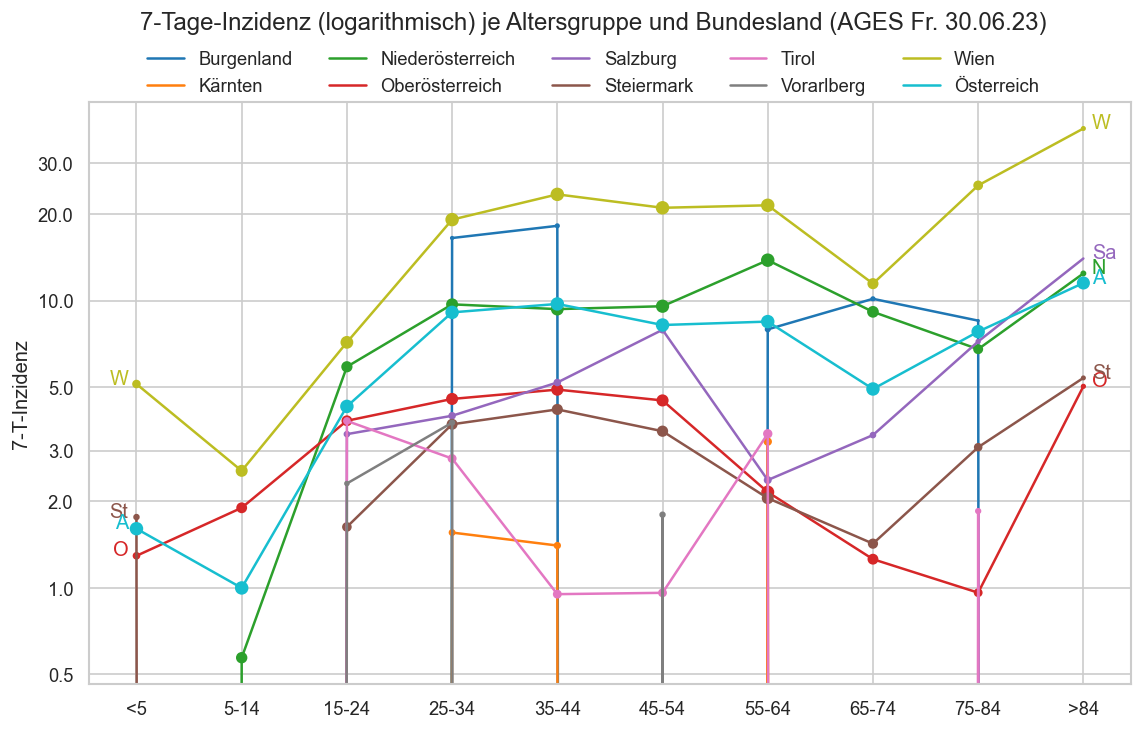 7-Tage-Inzidenz (logarithmisch) je Altersgruppe und Bundesland (AGES Fr. 30.06.23)
Burgenland Niederösterreich Salzburg Tirol Wien
Kärnten Oberösterreich Steiermark Vorarlberg Österreich
W
30.0
20.0
Sa
N
A
10.0
7-T-Inzidenz
W
5.0
St
O
3.0
2.0
St
A
O
1.0
0.5
<5 5-14 15-24 25-34 35-44 45-54 55-64 65-74 75-84 >84